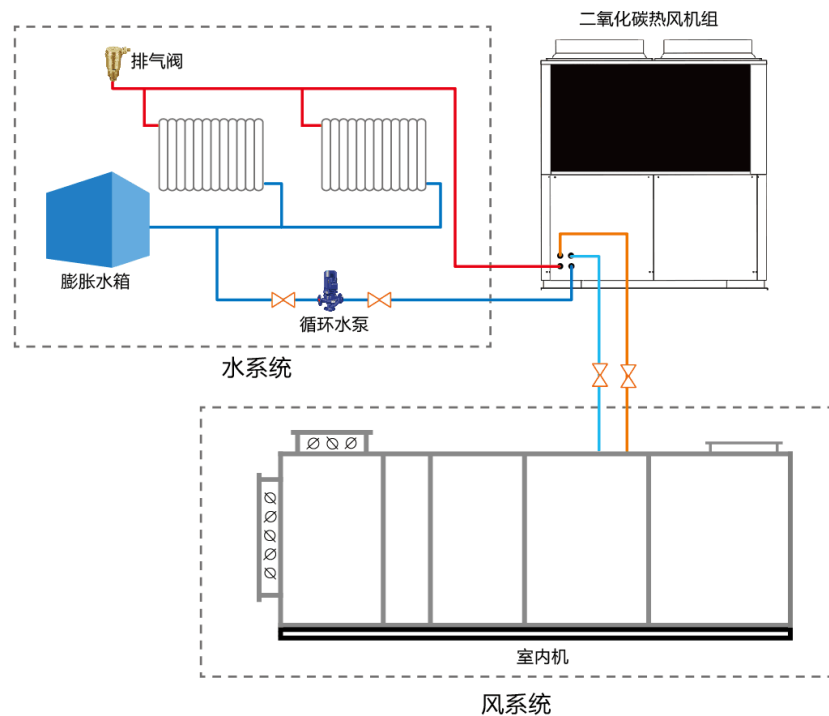 二氧化碳热风机组
排气阀
膨胀水箱
循环水泵
水系统
室内机
风系统